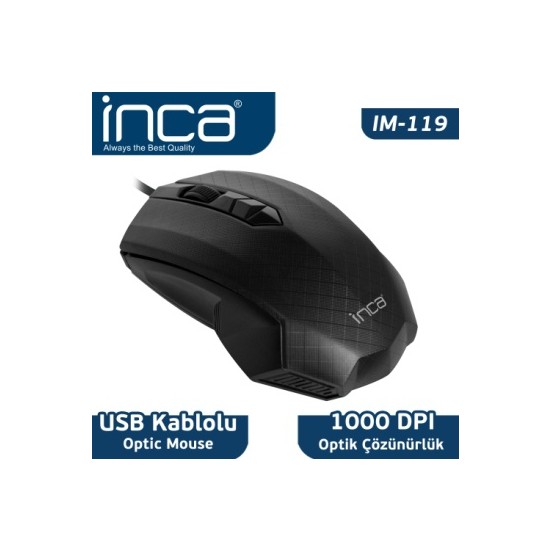 inca®
Always the Best Quality
IM-119
inca
USB Kablolu
Optic Mouse
1000 DPI
Optik Çözünürlük